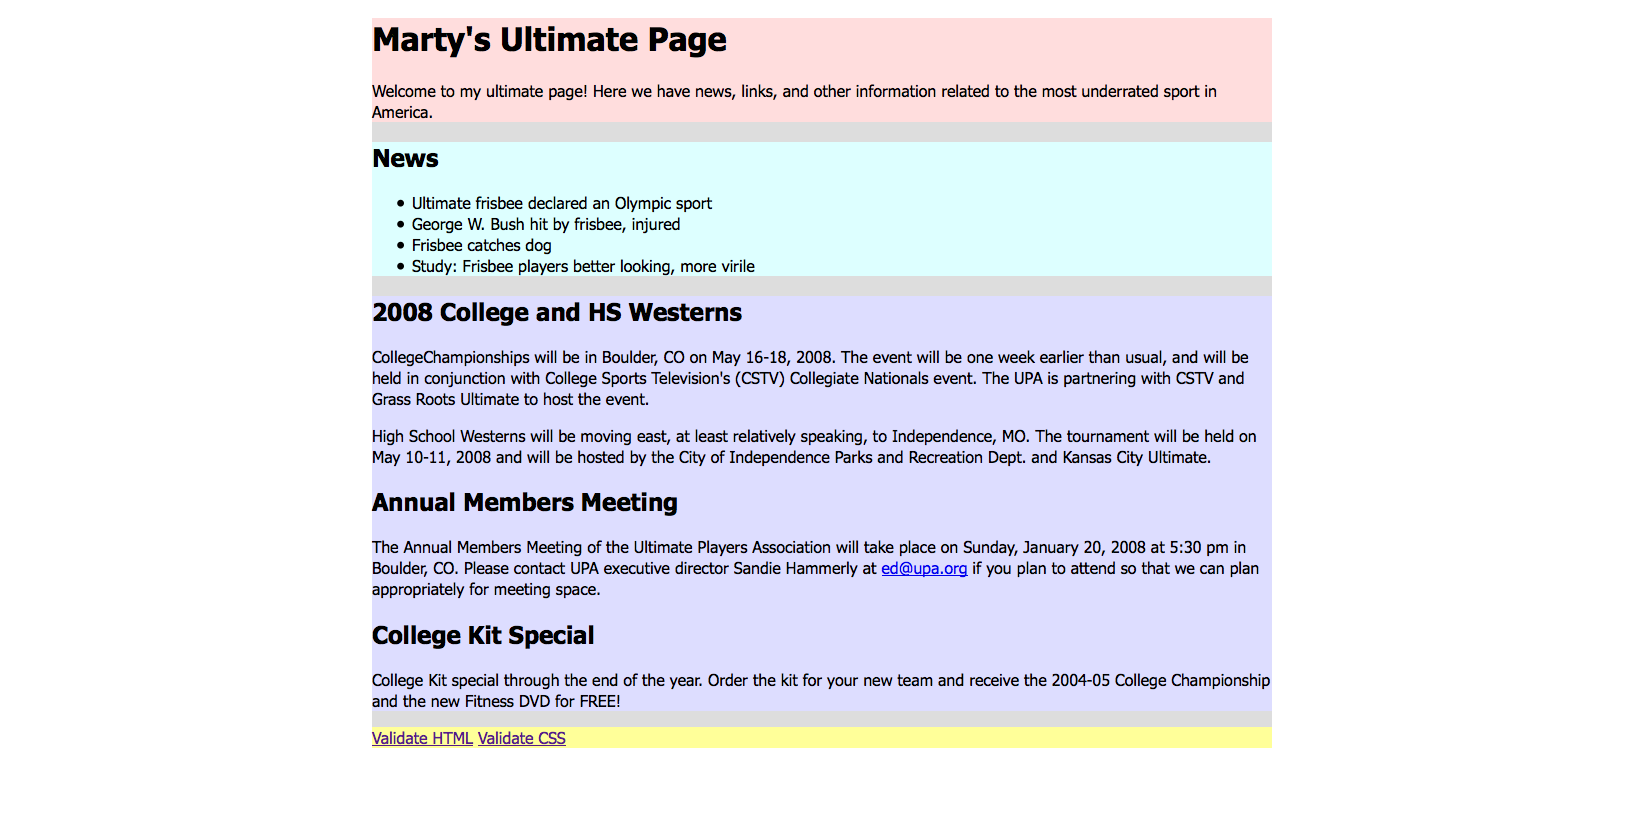 Marty's Ultimate Page
Welcome to my ultimate page! Here we have news, links, and other information related to the most underrated sport in
America.
News
• Ultimate frisbee declared an Olympic sport
• George W. Bush hit by frisbee, injured
• Frisbee catches dog
• Study: Frisbee players better looking, more virile
2008 College and HS Westerns
CollegeChampionships will be in Boulder, CO on May 16-18, 2008. The event will be one week earlier than usual, and will be
held in conjunction with College Sports Television's (CSTV) Collegiate Nationals event. The UPA is partnering with CSTV and
Grass Roots Ultimate to host the event.
High School Westerns will be moving east, at least relatively speaking, to Independence, MO. The tournament will be held on
May 10-11, 2008 and will be hosted by the City of Independence Parks and Recreation Dept. and Kansas City Ultimate.
Annual Members Meeting
The Annual Members Meeting of the Ultimate Players Association will take place on Sunday, January 20, 2008 at 5:30 pm in
Boulder, CO. Please contact UPA executive director Sandie Hammerly at ed@upa.org if you plan to attend so that we can plan
appropriately for meeting space.
College Kit Special
College Kit special through the end of the year. Order the kit for your new team and receive the 2004-05 College Championship
and the new Fitness DVD for FREE!
Validate HTML Validate CSS